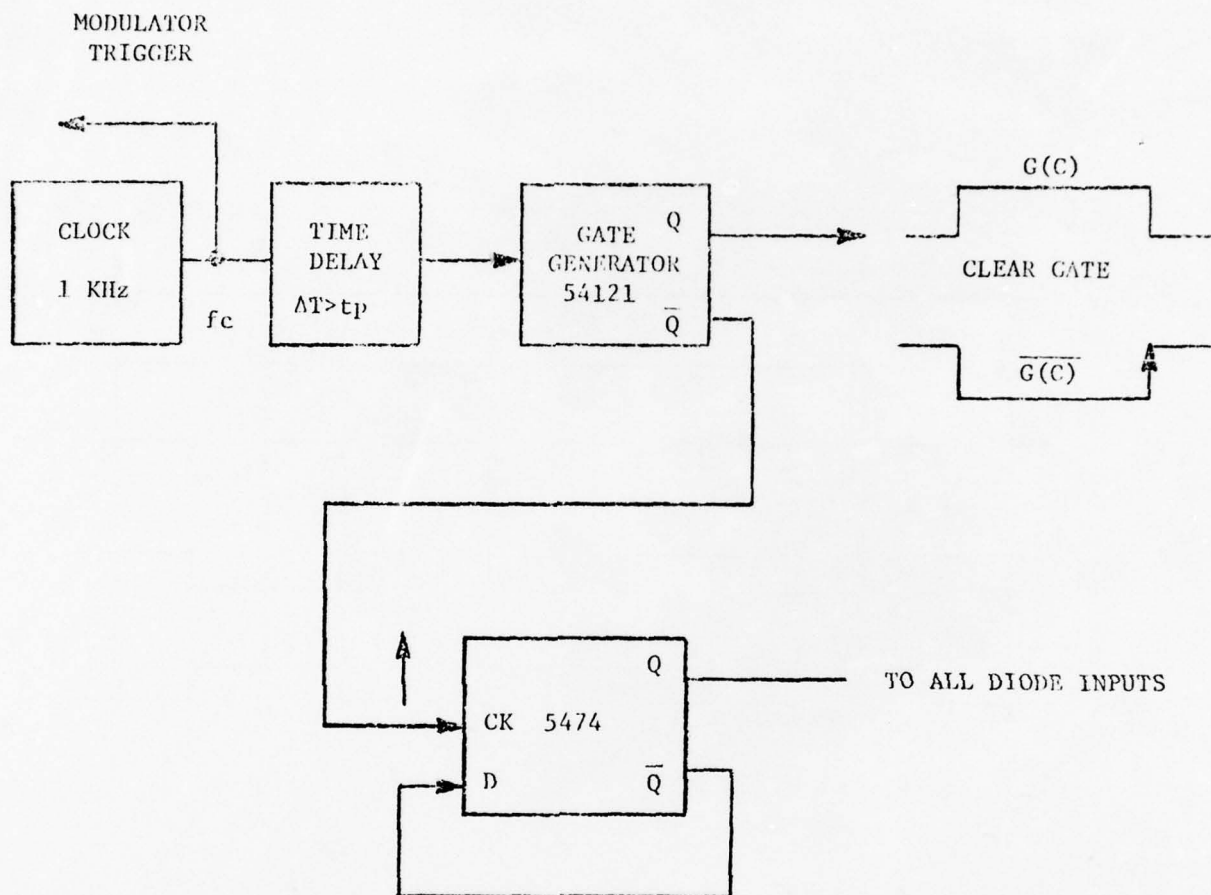 MODULATOR
TRIGGER
CLOCK
1 KHz
fc
TIME
DELAY
ΔT>tp
GATE
GENERATOR
54121
Q
Q̅
G(C)
CLEAR GATE
G̅(̅C̅)̅
Q
TO ALL DIODE INPUTS
CK 5474
D
Q̅